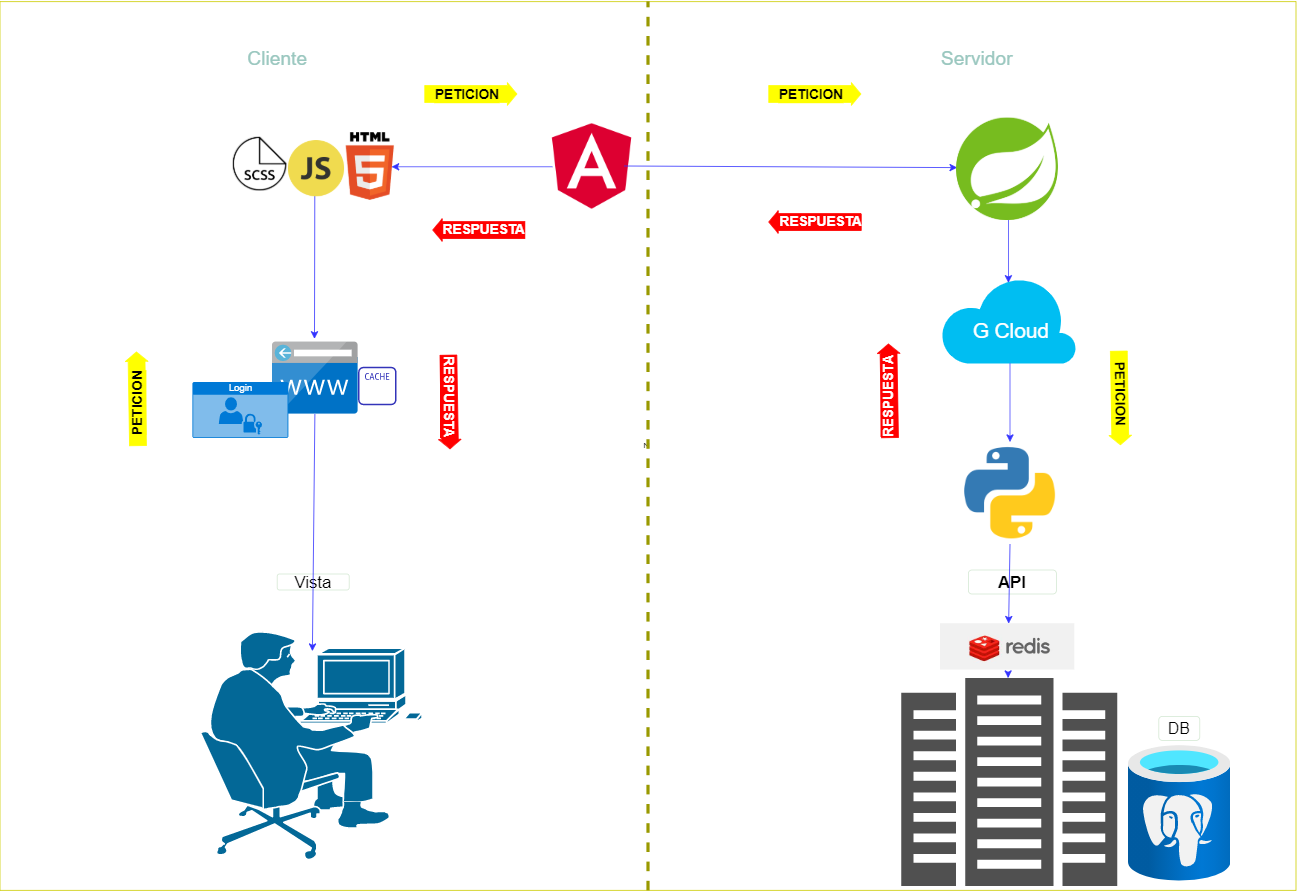 Cliente
Servidor
PETICION
PETICION
HTML
SCSS
JS
5
A
RESPUESTA
RESPUESTA
G Cloud
WWW
CACHE
Login
PETICION
RESPUESTA
RESPUESTA
PETICION
Vista
API
redis
DB